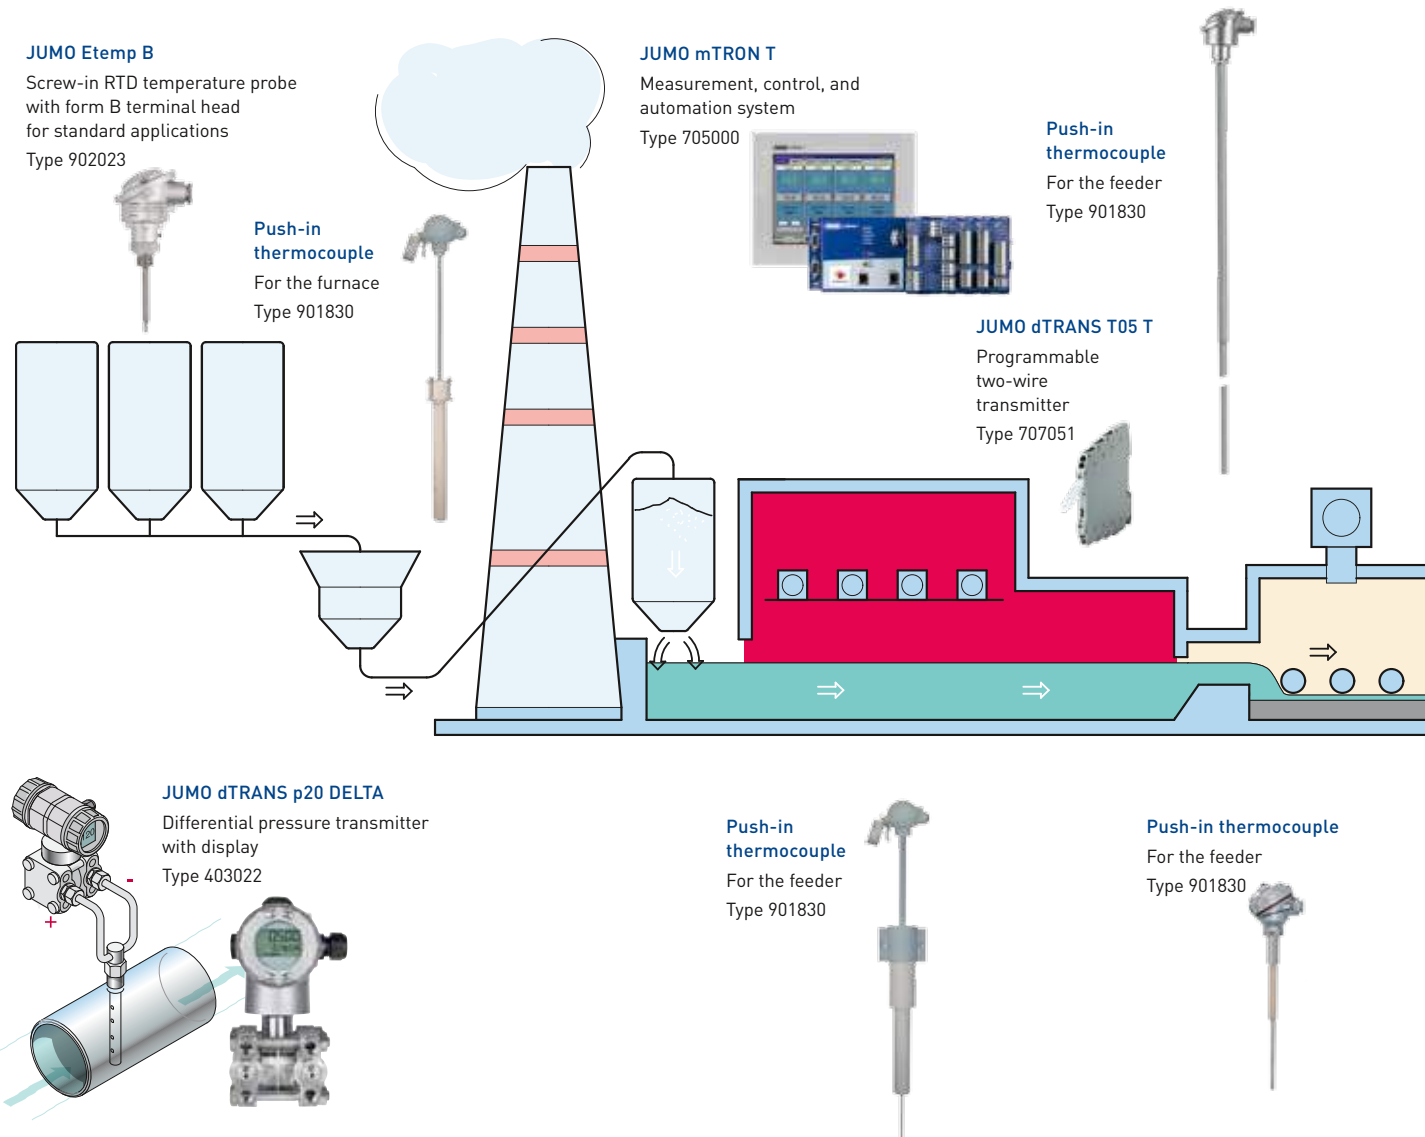 JUMO Etemp B
Screw-in RTD temperature probe
with form B terminal head
for standard applications
Type 902023
Push-in
thermocouple
For the furnace
Type 901830
JUMO mTRON T
Measurement, control, and
automation system
Type 705000
Push-in
thermocouple
For the feeder
Type 901830
JUMO dTRANS T05 T
Programmable
two-wire
transmitter
Type 707051
JUMO dTRANS p20 DELTA
Differential pressure transmitter
with display
Type 403022
-
+
Push-in
thermocouple
For the feeder
Type 901830
Push-in thermocouple
For the feeder
Type 901830